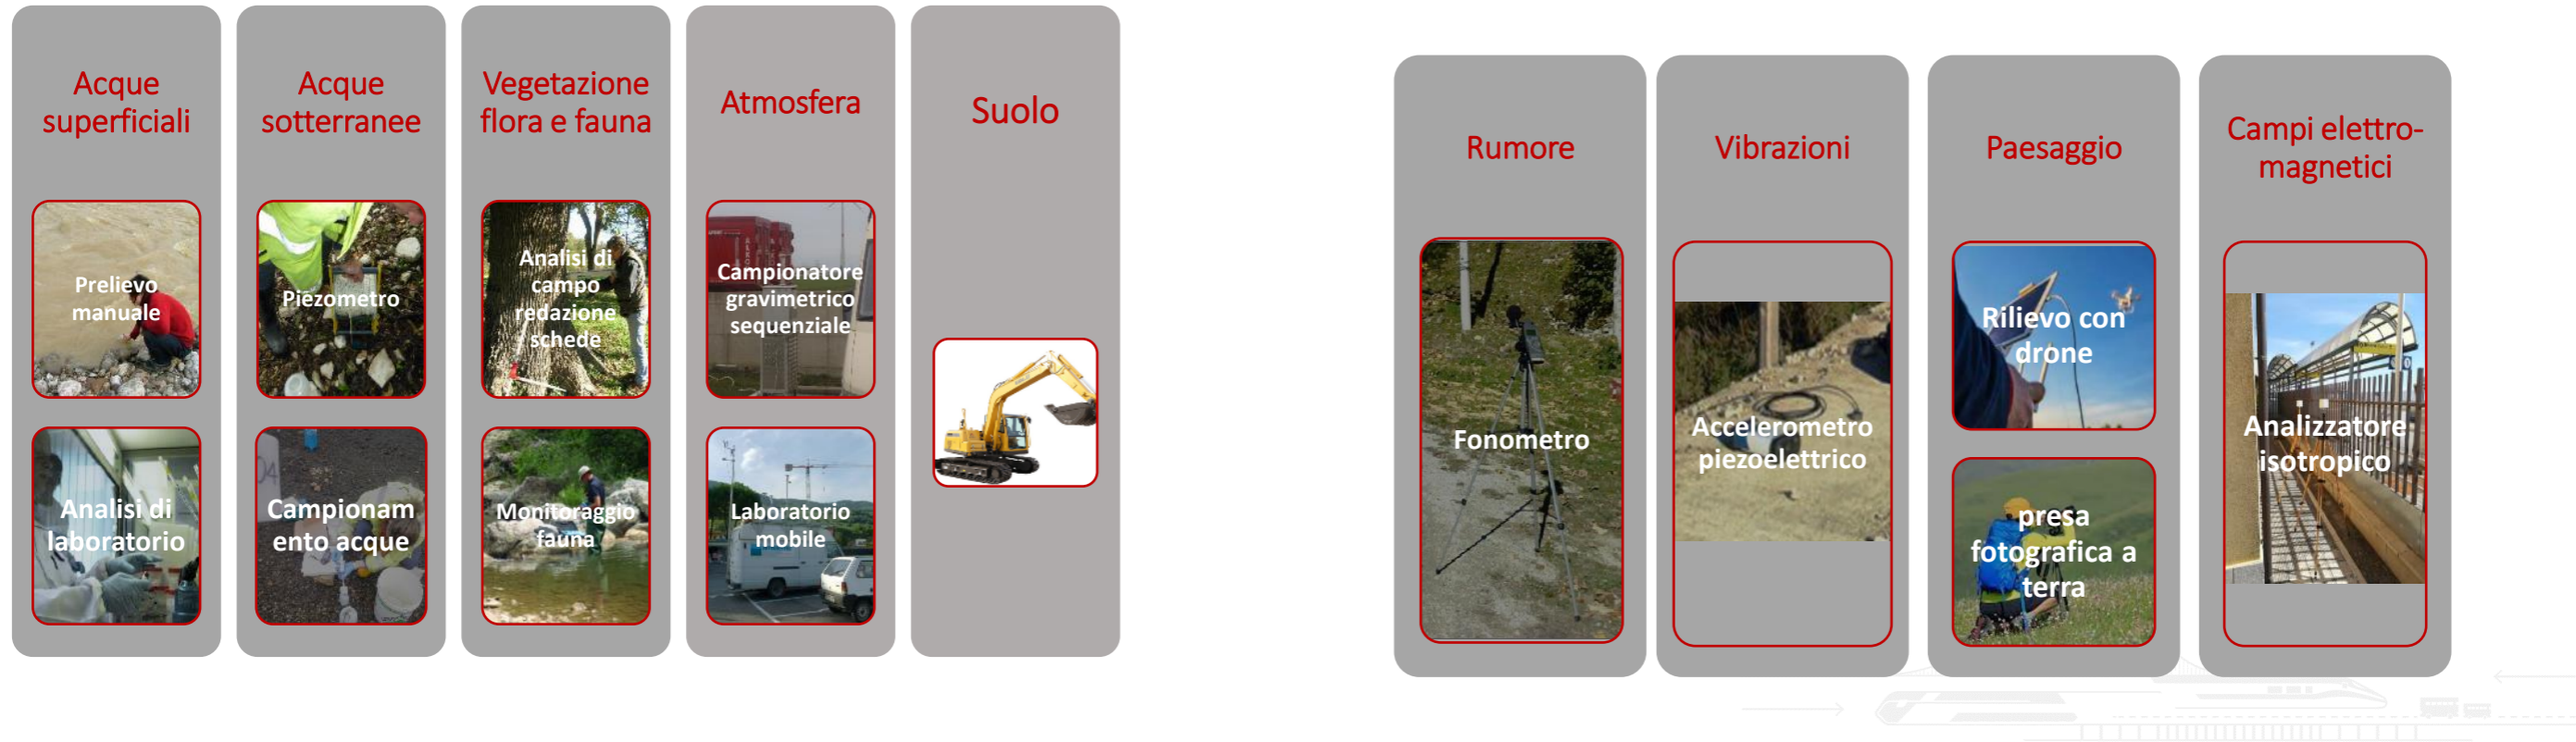 Acque
superficiali
Prelievo
manuale
Analisi di
laboratorio
Acque
sotterranee
Piezometro
Campionam
ento acque
Vegetazione
flora e fauna
Analisi di
campo
redazione
schede
Monitoraggio
fauna
Atmosfera
Campionatore
gravimetrico
sequenziale
Laboratorio
mobile
Suolo
Rumore
Fonometro
Vibrazioni
Accelerometro
piezoelettrico
Paesaggio
Rilievo con
drone
presa
fotografica a
terra
Campi elettro-
magnetici
Analizzatore
isotropico